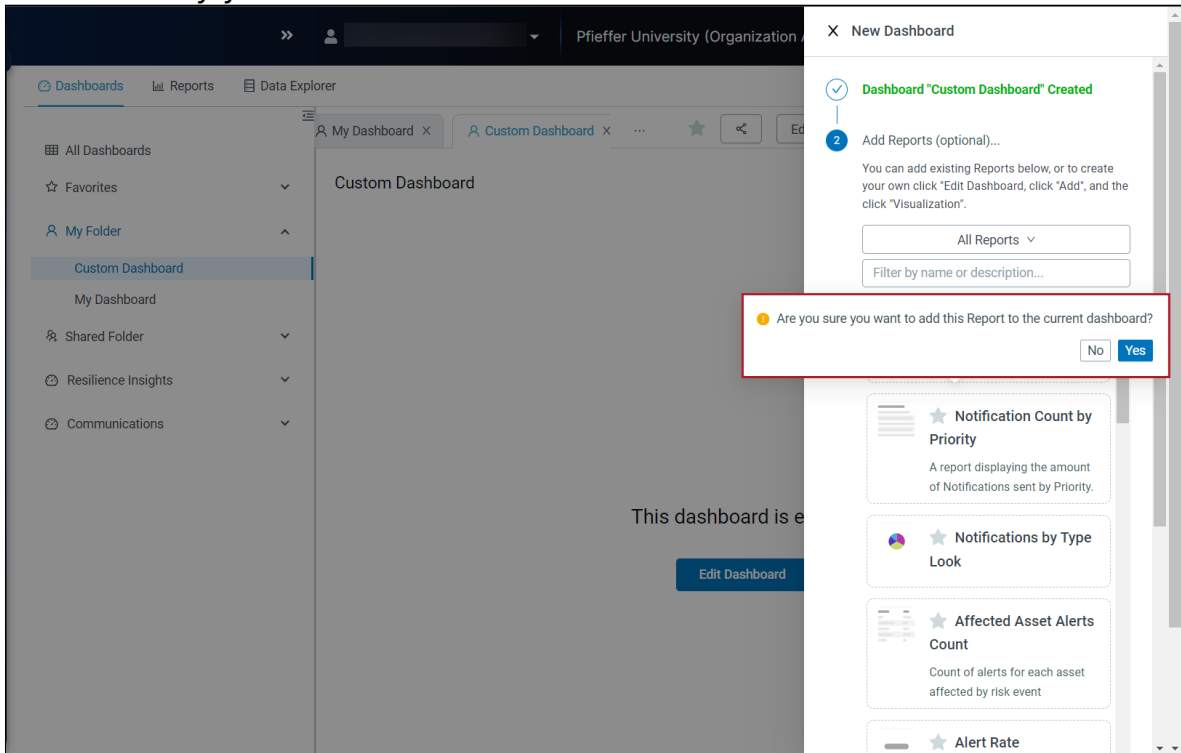 Pfieffer University (Organization
Dashboards
Reports
Data Explorer
All Dashboards
Favorites
My Folder
Custom Dashboard
My Dashboard
Shared Folder
Resilience Insights
Communications
My Dashboard X
Custom Dashboard X
...
Custom Dashboard
This dashboard is e
Edit Dashboard
X New Dashboard
Dashboard "Custom Dashboard" Created
2 Add Reports (optional)...
You can add existing Reports below, or to create
your own click "Edit Dashboard, click "Add", and the
click "Visualization".
All Reports
Filter by name or description...
Are you sure you want to add this Report to the current dashboard?
No Yes
Notification Count by
Priority
A report displaying the amount
of Notifications sent by Priority.
Notifications by Type
Look
Affected Asset Alerts
Count
Count of alerts for each asset
affected by risk event
Alert Rate